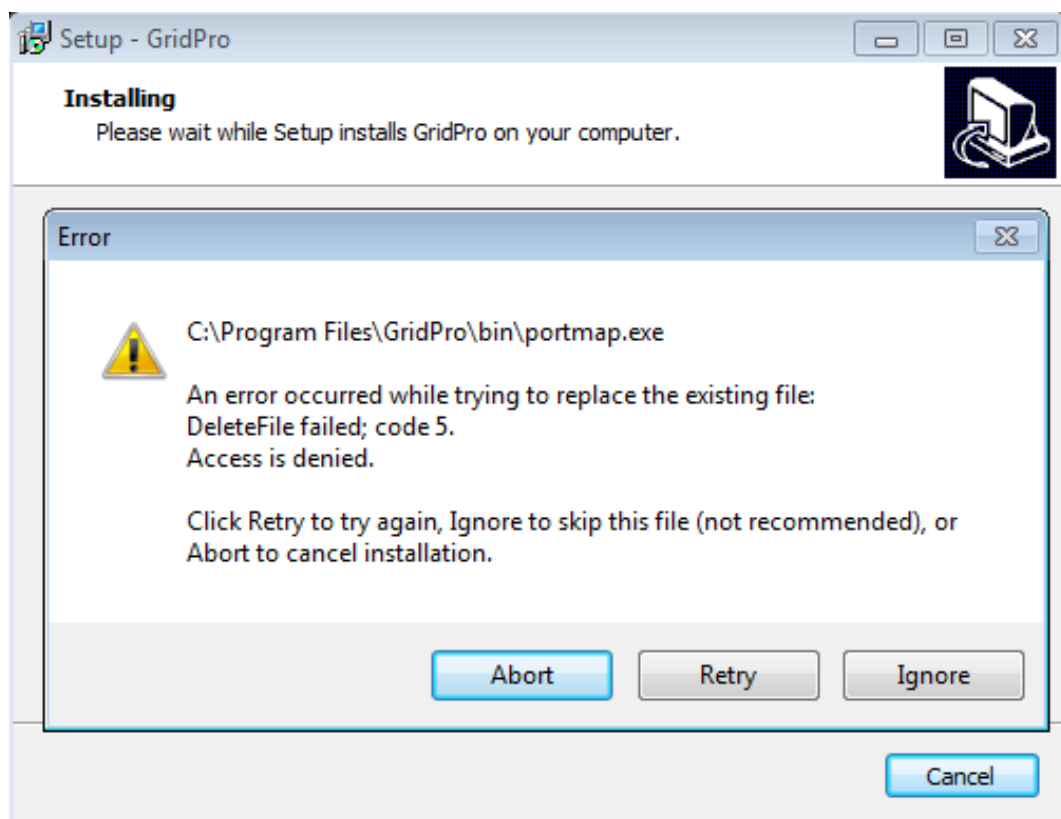 Setup - GridPro
Installing
Please wait while Setup installs GridPro on your computer.
Error
C:\Program Files\GridPro\bin\portmap.exe
An error occurred while trying to replace the existing file:
DeleteFile failed; code 5.
Access is denied.
Click Retry to try again, Ignore to skip this file (not recommended), or
Abort to cancel installation.
Abort
Retry
Ignore
Cancel